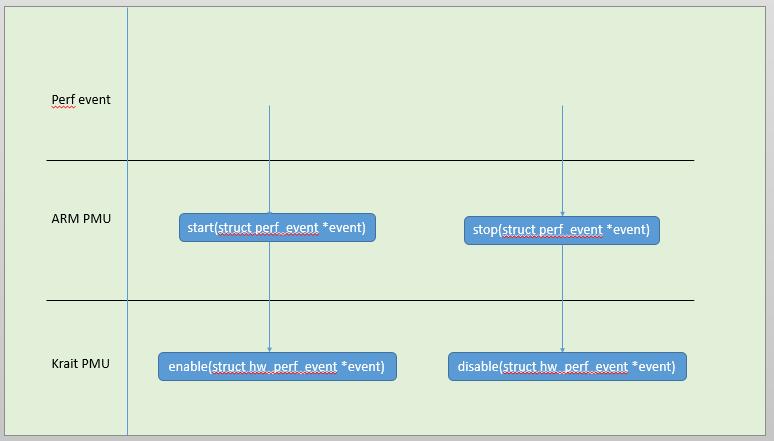 Perf event
ARM PMU
start(struct perf_event *event)
stop(struct perf_event *event)
Krait PMU
enable(struct hw_perf_event *event)
disable(struct hw_perf_event *event)